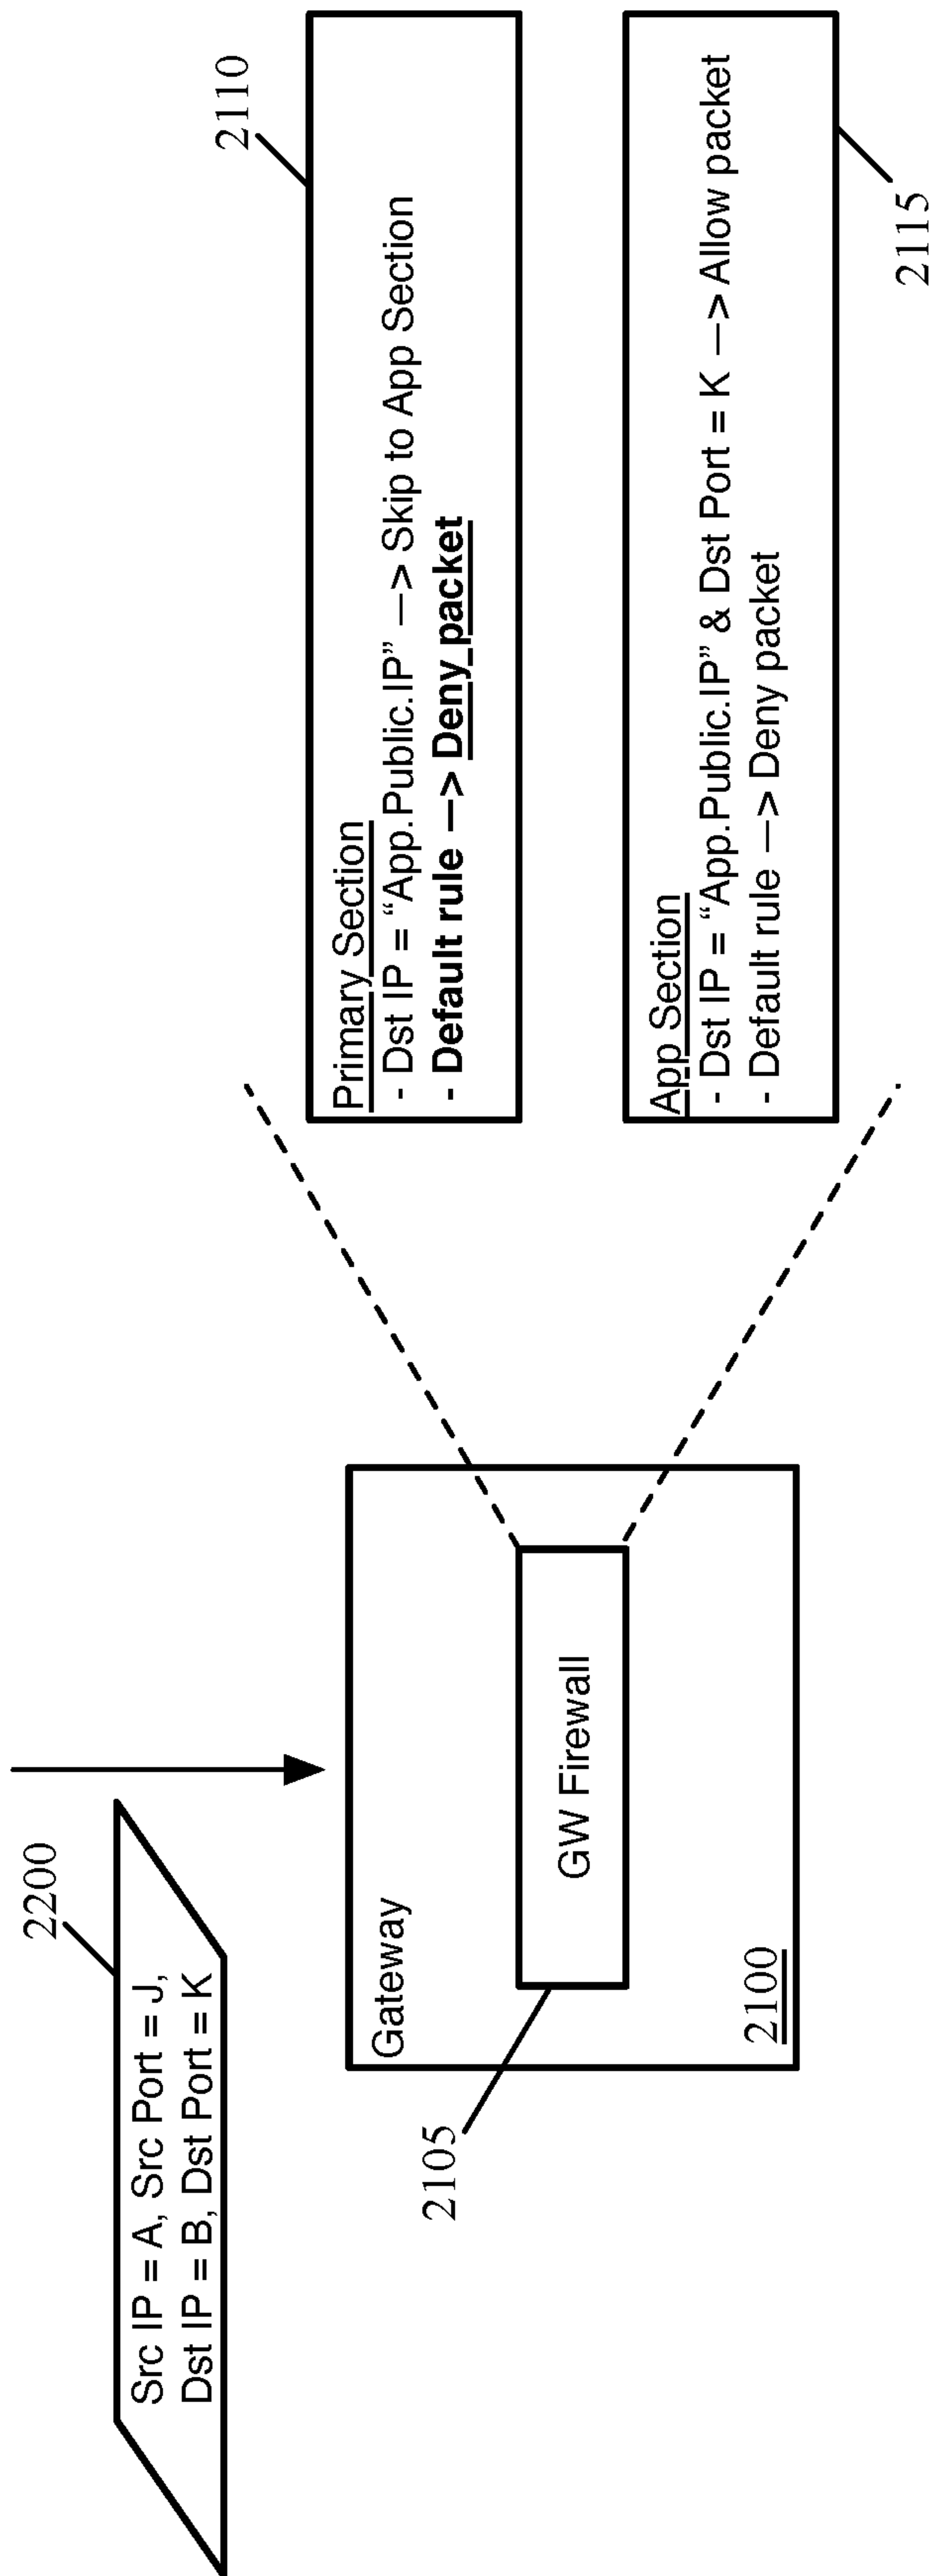 2200
Src IP = A, Src Port = J,
Dst IP = B, Dst Port = K
Gateway
GW Firewall
2105
2100
2110
Primary Section
- Dst IP = “App.Public.IP” —> Skip to App Section
- Default rule —> Deny packet
App Section
- Dst IP = “App.Public.IP” & Dst Port = K —> Allow packet
- Default rule —> Deny packet
2115